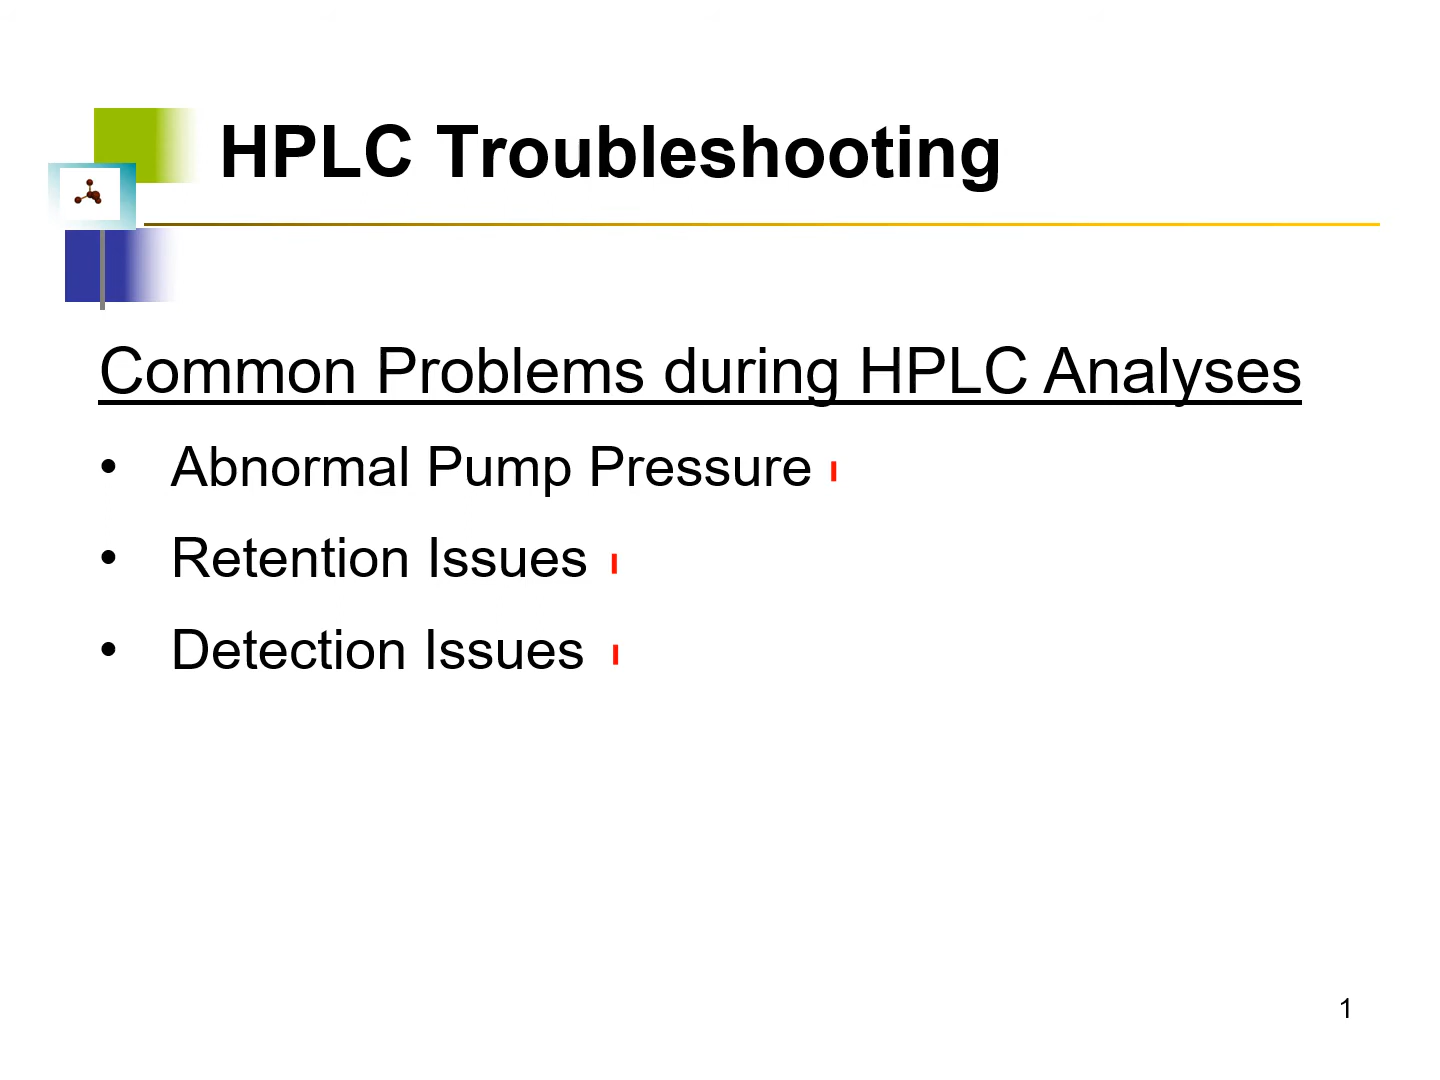 HPLC Troubleshooting
Common Problems during HPLC Analyses
• Abnormal Pump Pressure
• Retention Issues
• Detection Issues
1